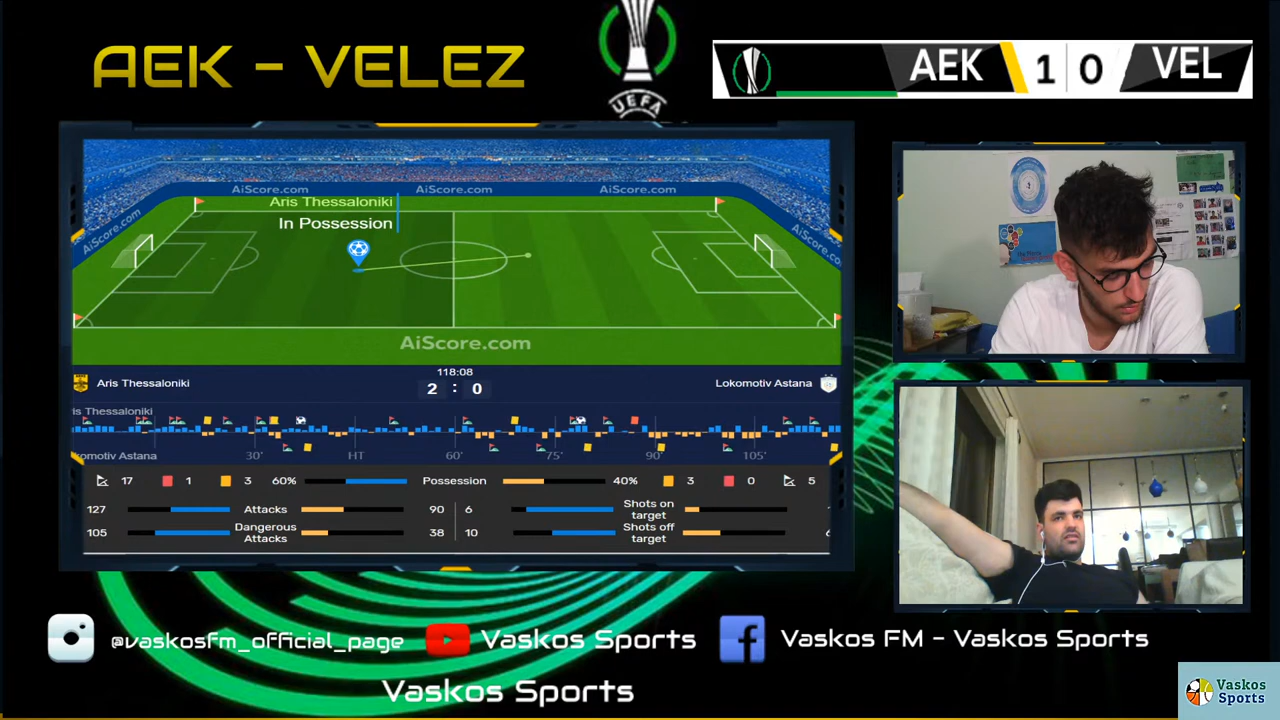 AEK - VELEZ
UEFA
AEK 1 0 VEL
AiScore.com AiScore.com AiScore.com
AiScore.com
AiScore.co
Aris Thessaloniki
In Possession
AiScore.com
118:08
Aris Thessaloniki 2 : 0 Lokomotiv Astana
is Thessaloniki
komotiv Astana 30' HT 60' 75' 90' 105'
17 1 3 60% Possession 40% 3 0 5
127 Attacks 90 6 Shots on target
105 Dangerous Attacks 38 10 Shots off target
@vaskosfm_official_page Vaskos Sports Vaskos FM - Vaskos Sports
Vaskos Sports
Vaskos
Sports